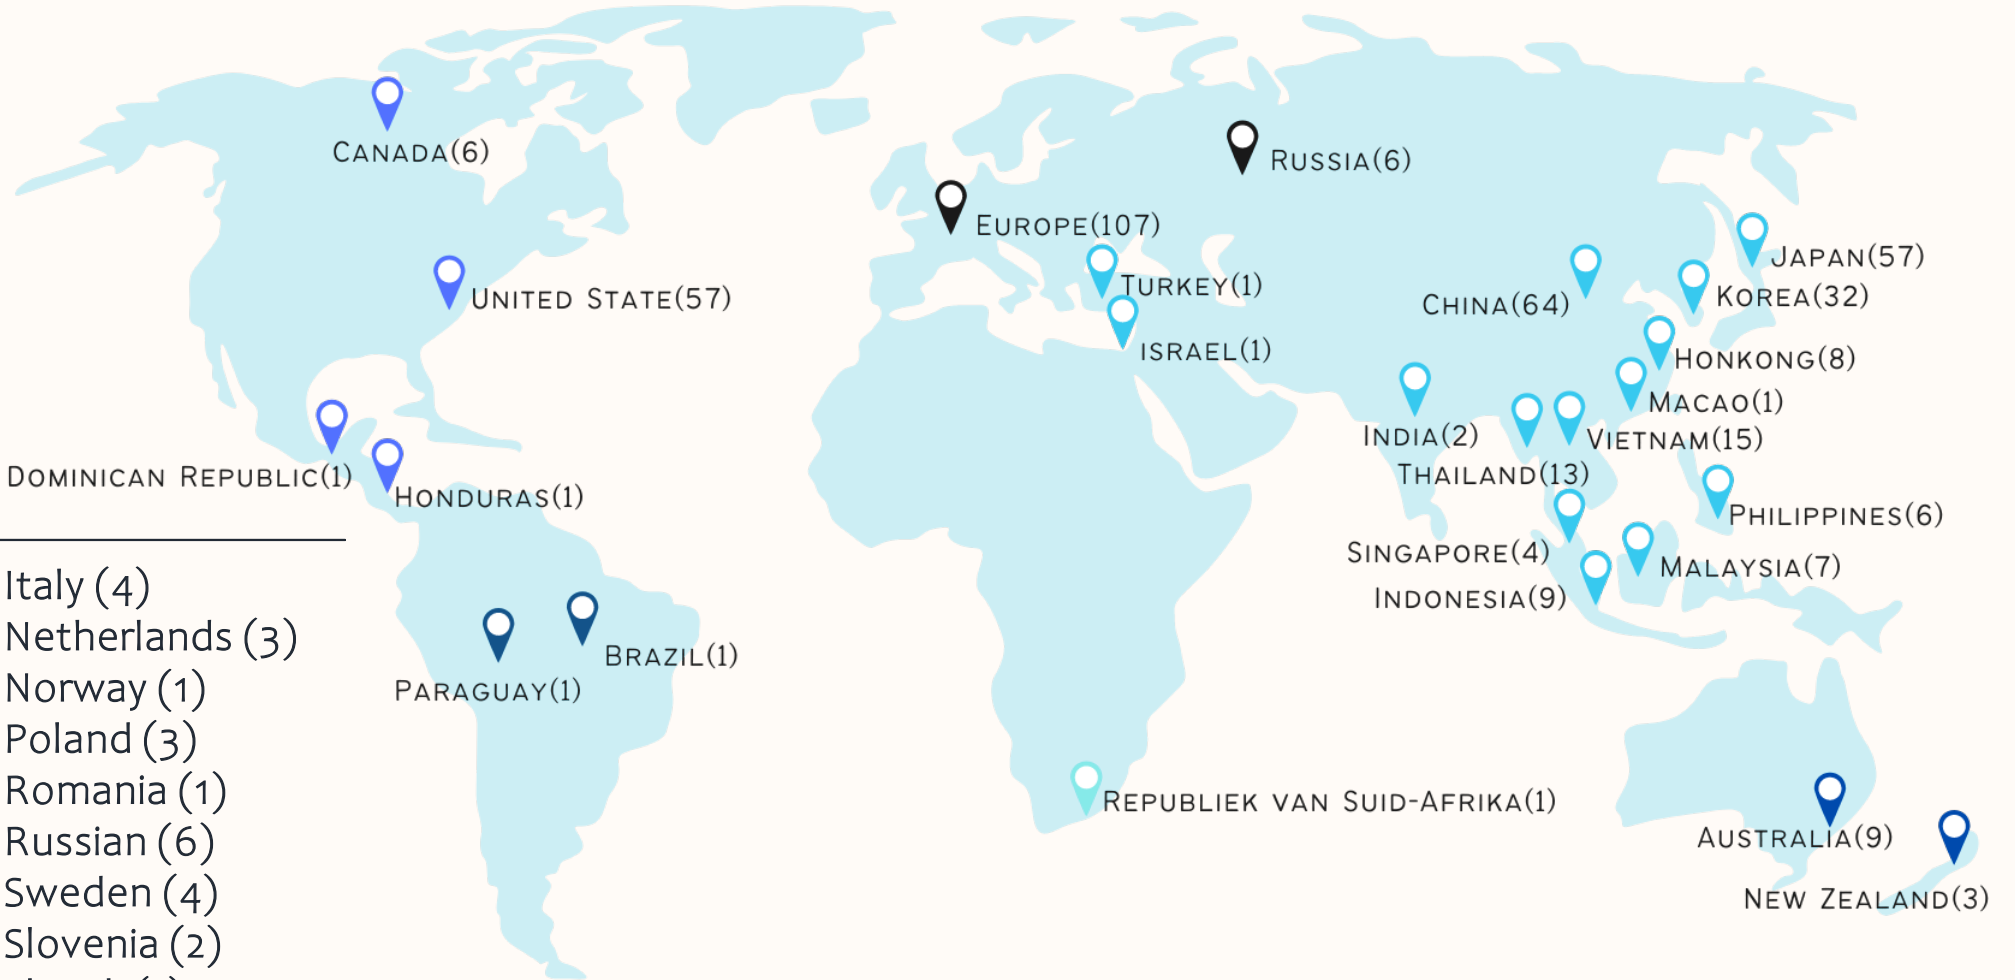 CANADA(6)
RUSSIA(6)
EUROPE(107)
JAPAN(57)
TURKEY(1)
UNITED STATE(57)
CHINA(64)
KOREA(32)
ISRAEL(1)
HONKONG(8)
MACAO(1)
INDIA(2)
VIETNAM(15)
THAILAND(13)
DOMINICAN REPUBLIC(1)
HONDURAS(1)
PHILIPPINES(6)
SINGAPORE(4)
MALAYSIA(7)
INDONESIA(9)
BRAZIL(1)
PARAGUAY(1)
REPUBLIEK VAN SUID-AFRIKA(1)
AUSTRALIA(9)
NEW ZEALAND(3)
Italy (4)
Netherlands (3)
Norway (1)
Poland (3)
Romania (1)
Russian (6)
Sweden (4)
Slovenia (2)